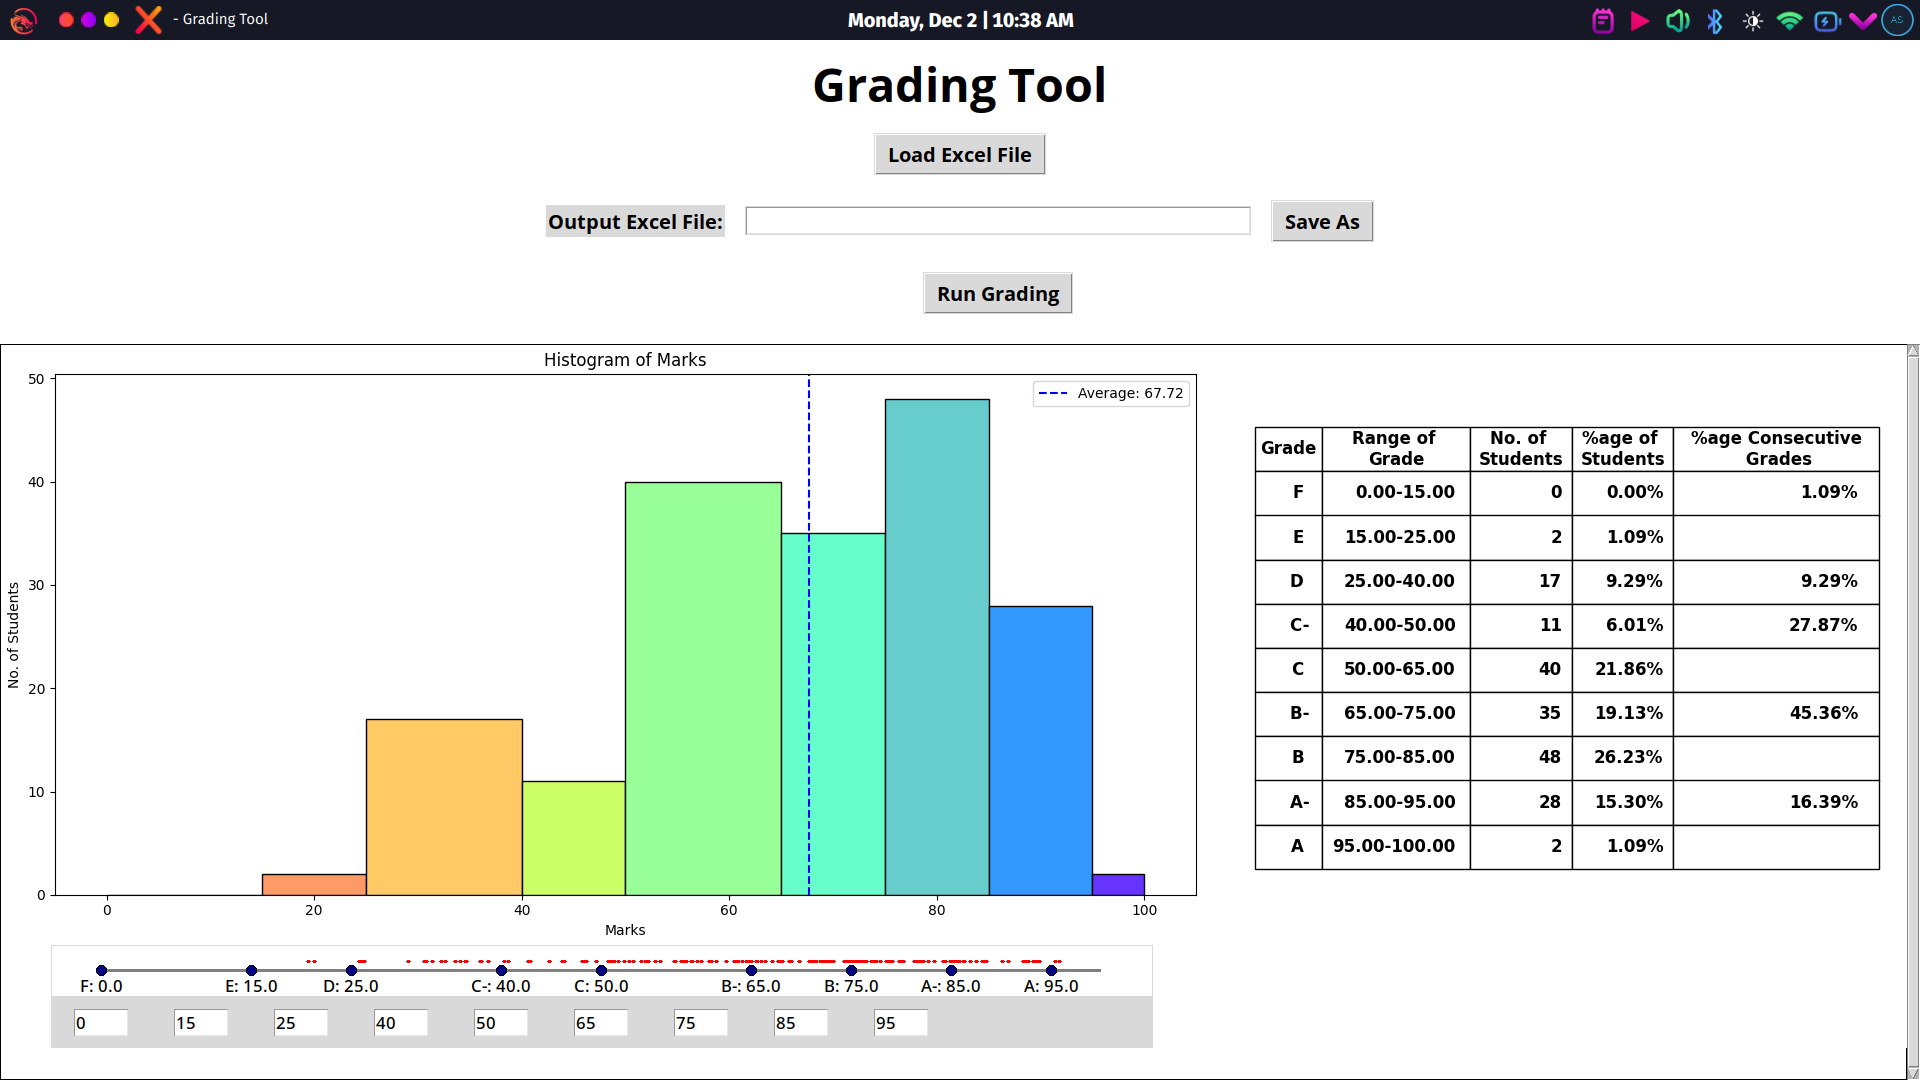 - Grading Tool
Monday, Dec 2 | 10:38 AM
AS
Grading Tool
Load Excel File
Output Excel File:
Save As
Run Grading
Histogram of Marks
Average: 67.72
No. of Students
50
40
30
20
10
0
0 20 40 60 80 100
Marks
F: 0.0 E: 15.0 D: 25.0 C-: 40.0 C: 50.0 B-: 65.0 B: 75.0 A-: 85.0 A: 95.0
0 15 25 40 50 65 75 85 95
Grade Range of Grade No. of Students %age of Students %age Consecutive Grades
F 0.00-15.00 0 0.00% 1.09%
E 15.00-25.00 2 1.09%
D 25.00-40.00 17 9.29% 9.29%
C- 40.00-50.00 11 6.01% 27.87%
C 50.00-65.00 40 21.86%
B- 65.00-75.00 35 19.13% 45.36%
B 75.00-85.00 48 26.23%
A- 85.00-95.00 28 15.30% 16.39%
A 95.00-100.00 2 1.09%